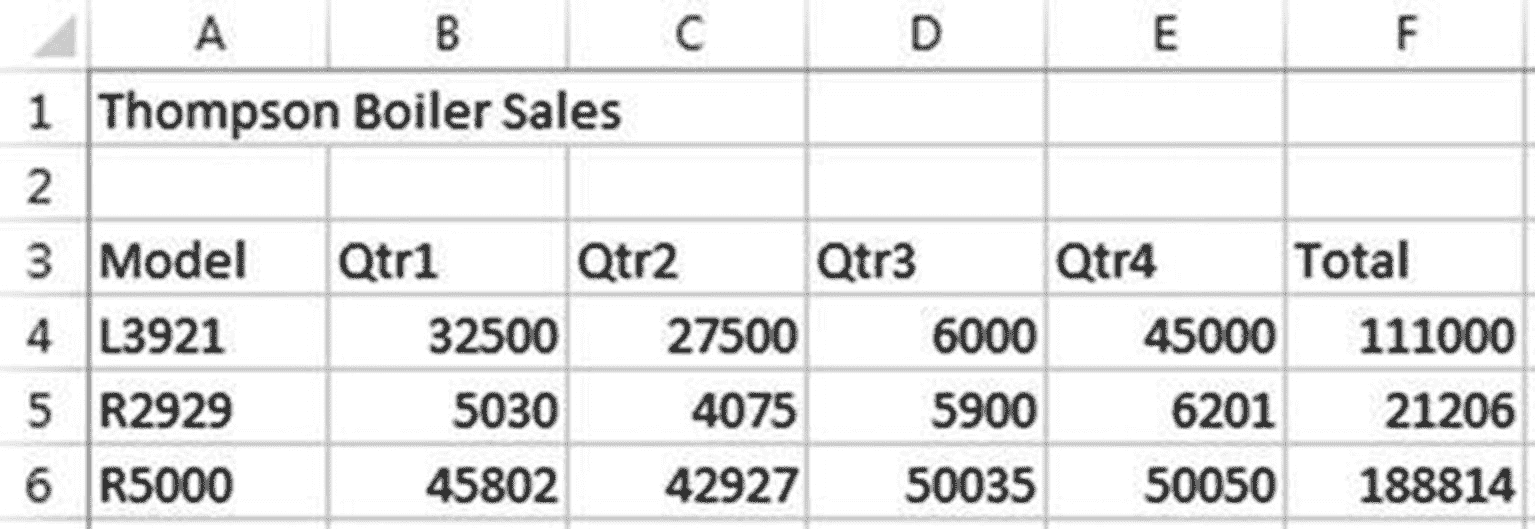 A B C D E F
1 Thompson Boiler Sales
2
3 Model Qtr1 Qtr2 Qtr3 Qtr4 Total
4 L3921 32500 27500 6000 45000 111000
5 R2929 5030 4075 5900 6201 21206
6 R5000 45802 42927 50035 50050 188814